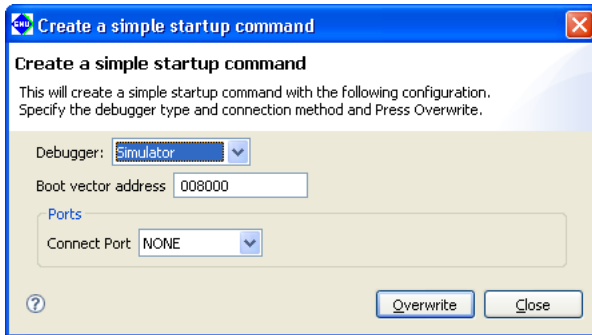 EMU Create a simple startup command
Create a simple startup command
This will create a simple startup command with the following configuration.
Specify the debugger type and connection method and Press Overwrite.
Debugger: Simulator
Boot vector address 008000
Ports
Connect Port NONE
? Overwrite Close